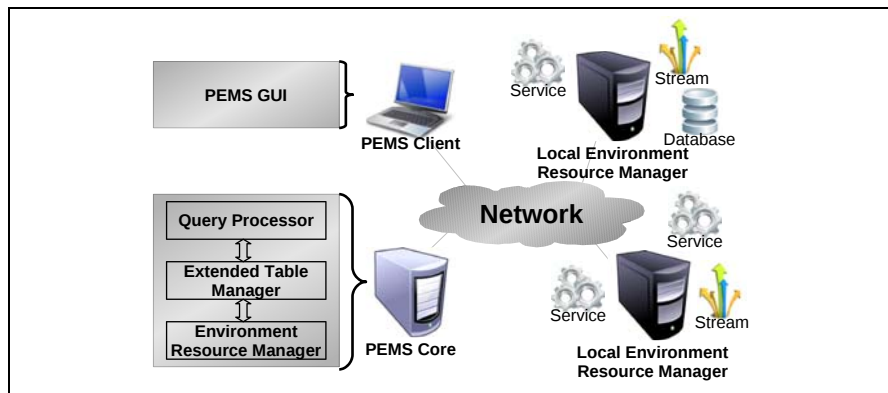 PEMS GUI
PEMS Client
Service
Stream
Database
Local Environment
Resource Manager
Network
Query Processor
Extended Table
Manager
Environment
Resource Manager
PEMS Core
Service
Service
Stream
Local Environment
Resource Manager